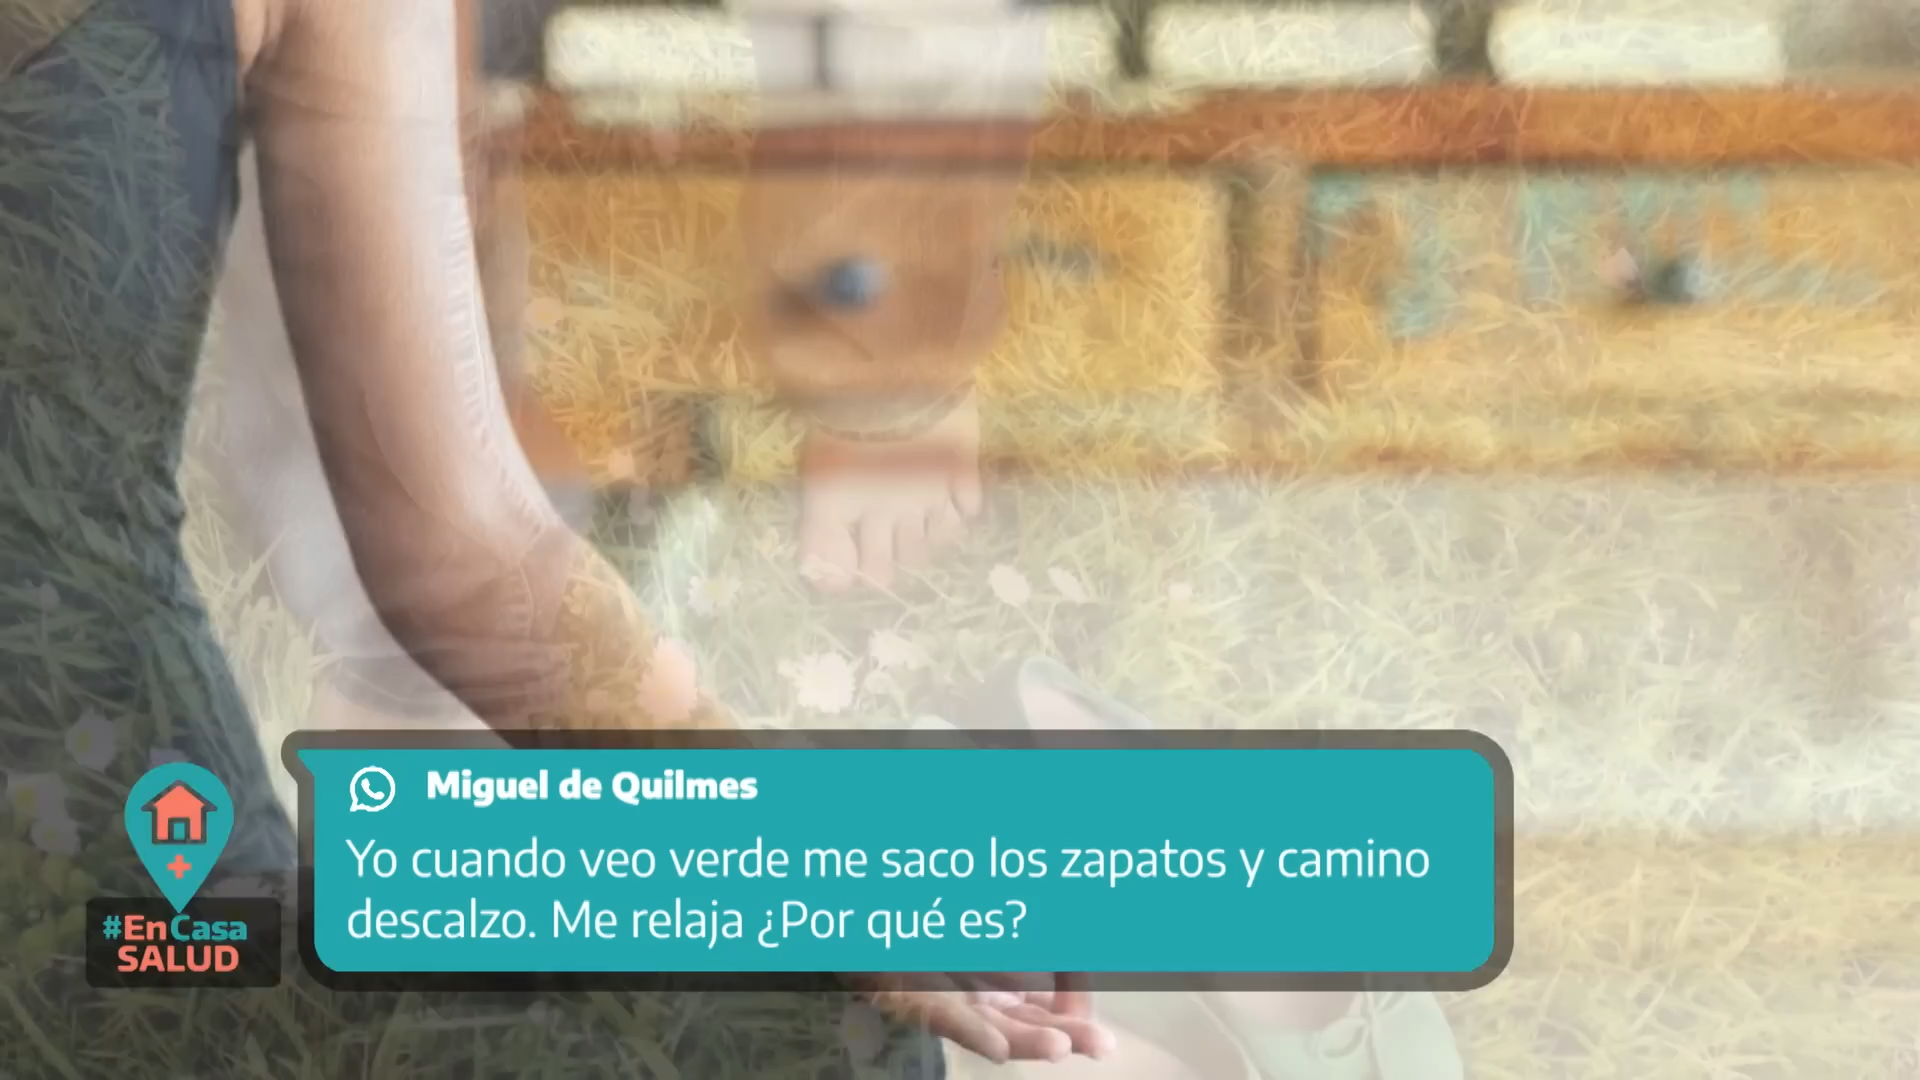 Miguel de Quilmes
Yo cuando veo verde me saco los zapatos y camino
descalzo. Me relaja ¿Por qué es?
#EnCasa
SALUD